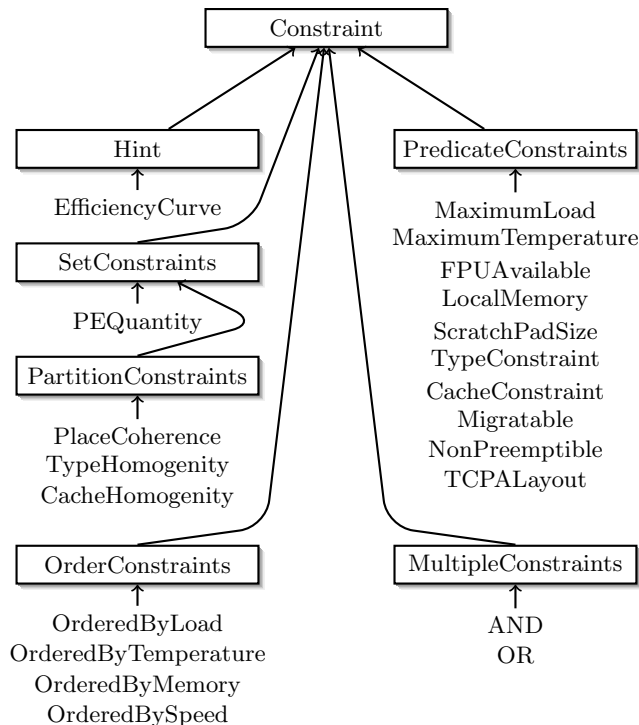 Constraint
Hint
EfficiencyCurve
SetConstraints
PEQuantity
PartitionConstraints
PlaceCoherence
TypeHomogenity
CacheHomogenity
OrderConstraints
OrderedByLoad
OrderedByTemperature
OrderedByMemory
OrderedBySpeed
PredicateConstraints
MaximumLoad
MaximumTemperature
FPUAvailable
LocalMemory
ScratchPadSize
TypeConstraint
CacheConstraint
Migratable
NonPreemptible
TCPALayout
MultipleConstraints
AND
OR